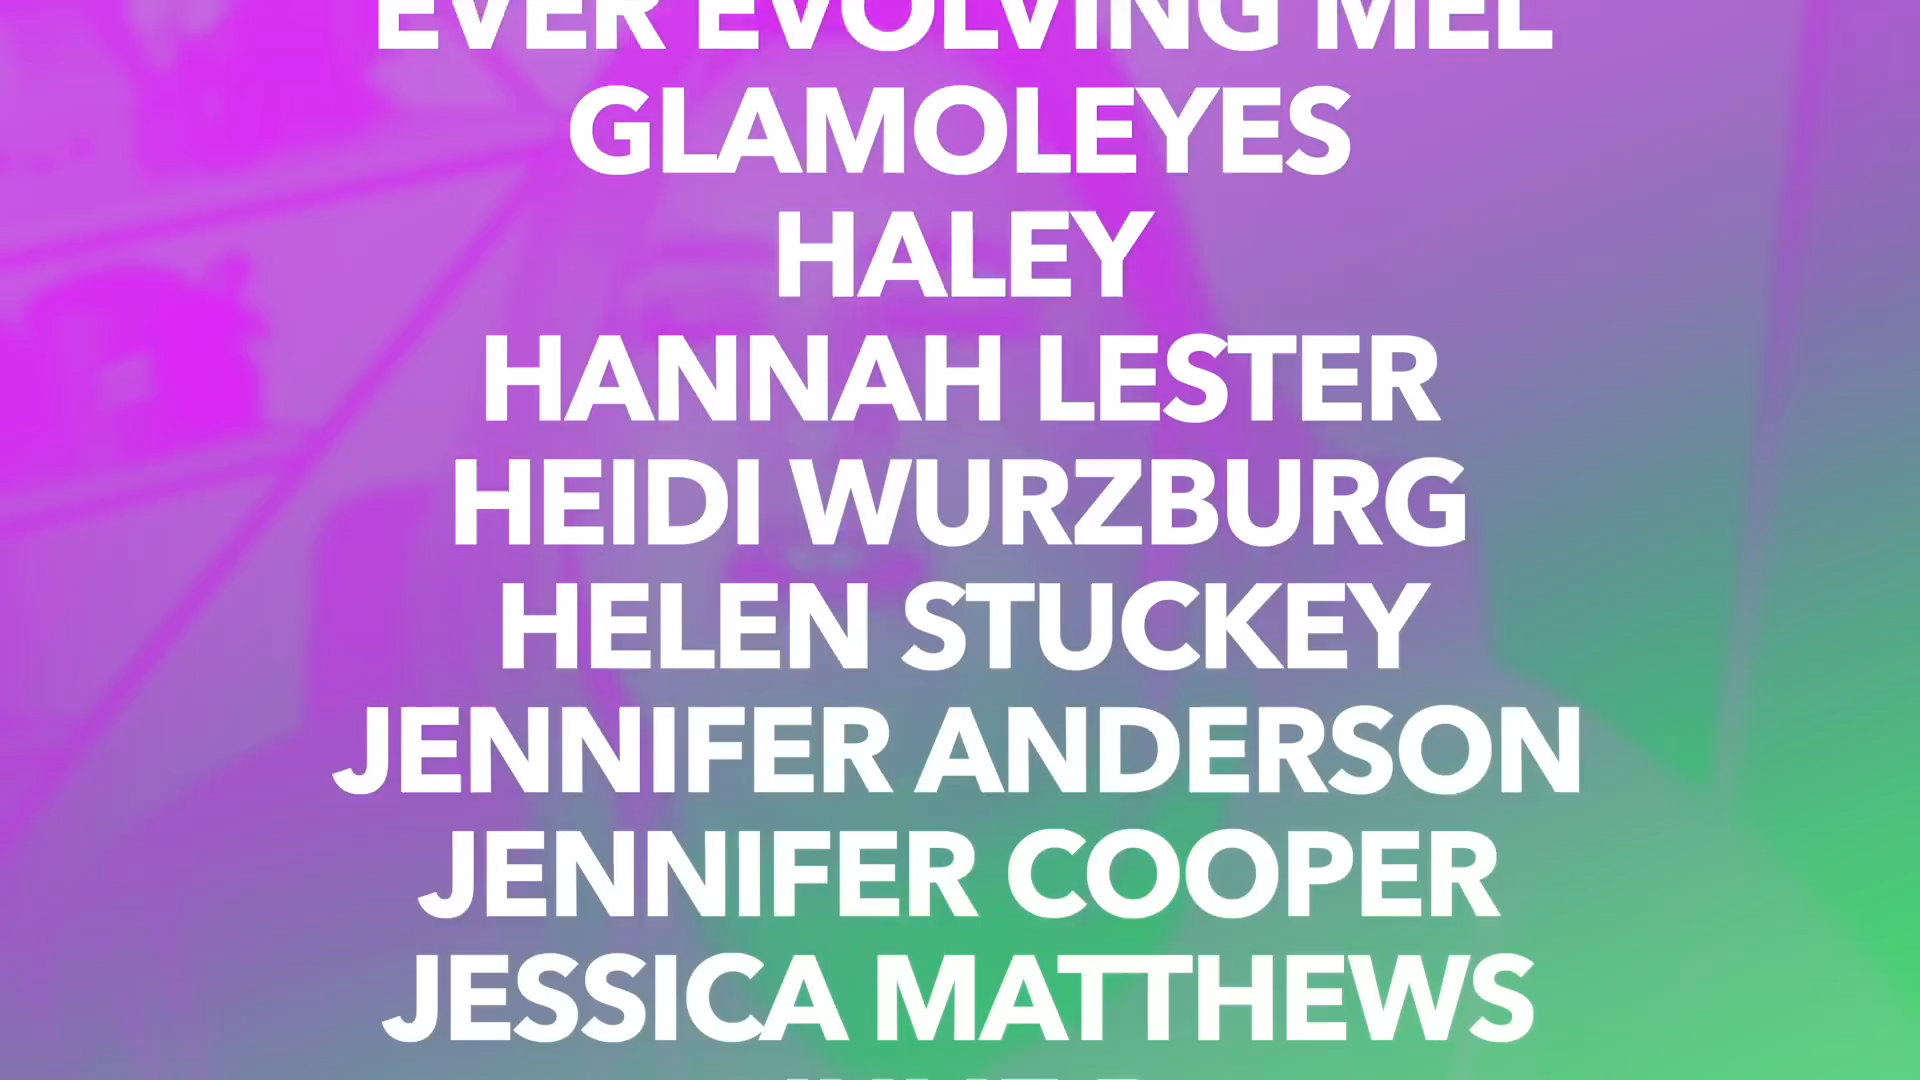 EVER EVOLVING MEL
GLAMOLEYES
HALEY
HANNAH LESTER
HEIDI WURZBURG
HELEN STUCKEY
JENNIFER ANDERSON
JENNIFER COOPER
JESSICA MATTHEWS